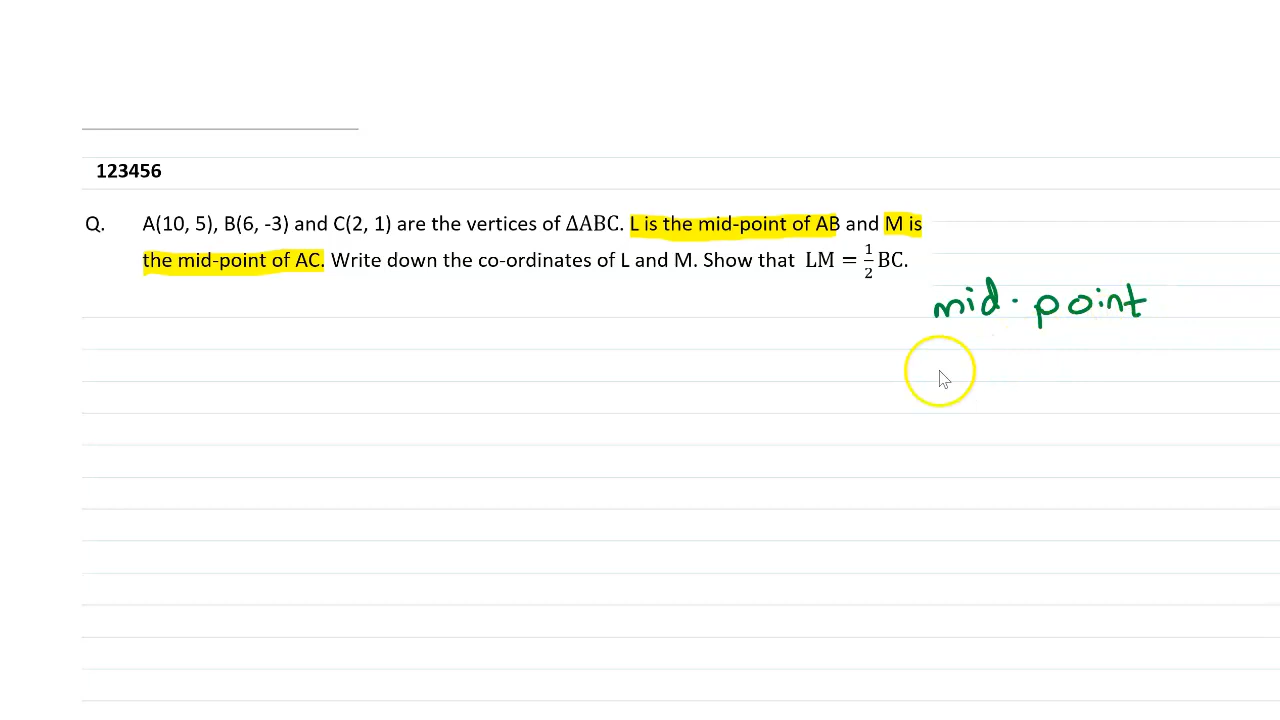 123456
Q. A(10, 5), B(6, -3) and C(2, 1) are the vertices of ΔABC. L is the mid-point of AB and M is
the mid-point of AC. Write down the co-ordinates of L and M. Show that LM = 1/2 BC.
mid-point